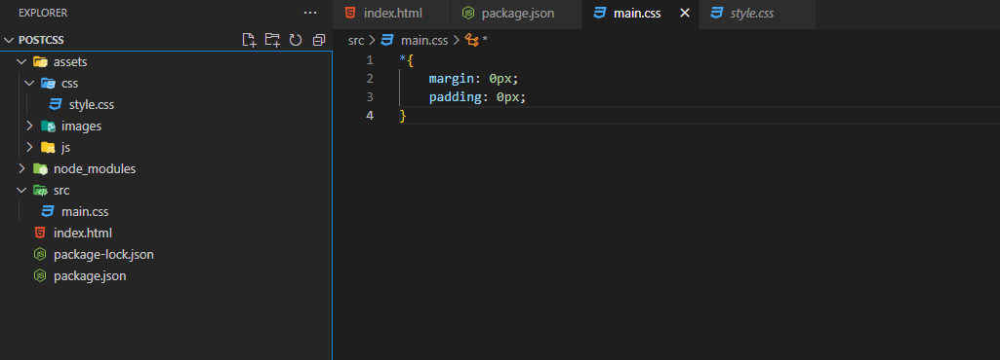 EXPLORER
POSTCSS
assets
css
style.css
images
js
node_modules
src
main.css
index.html
package-lock.json
package.json
index.html package.json main.css style.css
src > main.css > *
1 *{
2 margin: 0px;
3 padding: 0px;
4 }